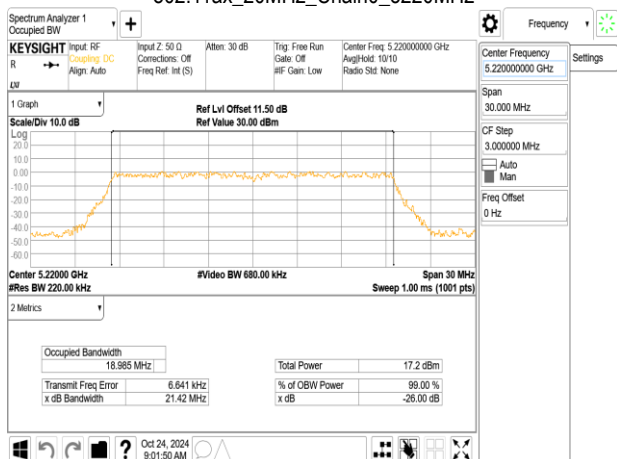 802.11ax_20MHz_Chain0_5220MHz
Spectrum Analyzer 1
Occupied BW
+
Frequency
KEYSIGHT
R
LXI
Input: RF
Coupling: DC
Align: Auto
Input Z: 50 Ω
Corrections: Off
Freq Ref: Int (S)
Atten: 30 dB
Trig: Free Run
Gate: Off
#IF Gain: Low
Center Freq: 5.220000000 GHz
Avg|Hold: 10/10
Radio Std: None
Center Frequency
5.220000000 GHz
Settings
Span
30.000 MHz
CF Step
3.000000 MHz
Auto
Man
Freq Offset
0 Hz
1 Graph
Scale/Div 10.0 dB
Ref Lvl Offset 11.50 dB
Ref Value 30.00 dBm
Log
20.0
10.0
0.00
-10.0
-20.0
-30.0
-40.0
-50.0
-60.0
Center 5.22000 GHz
#Video BW 680.00 kHz
Span 30 MHz
#Res BW 220.00 kHz
Sweep 1.00 ms (1001 pts)
2 Metrics
Occupied Bandwidth
18.985 MHz
Total Power 17.2 dBm
Transmit Freq Error 6.641 kHz
% of OBW Power 99.00 %
x dB Bandwidth 21.42 MHz
x dB -26.00 dB
?
Oct 24, 2024
9:01:50 AM